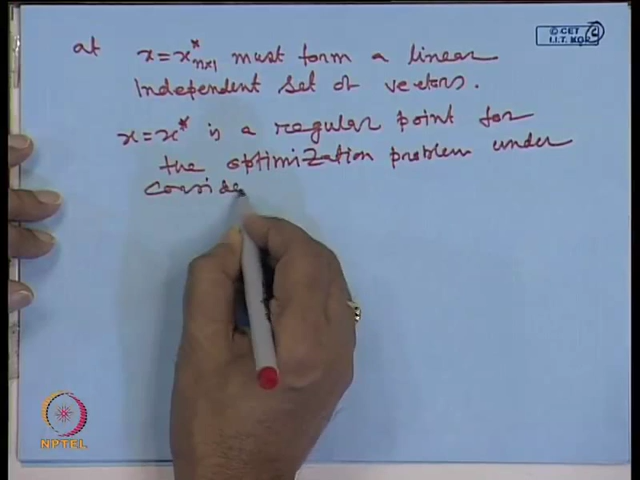 © CET
I.I.T. KGP
at x = x*ₙₓ₁ must form a linear
Independent set of vectors.
x = x* is a regular point for
the optimization problem under
Conside
NPTEL